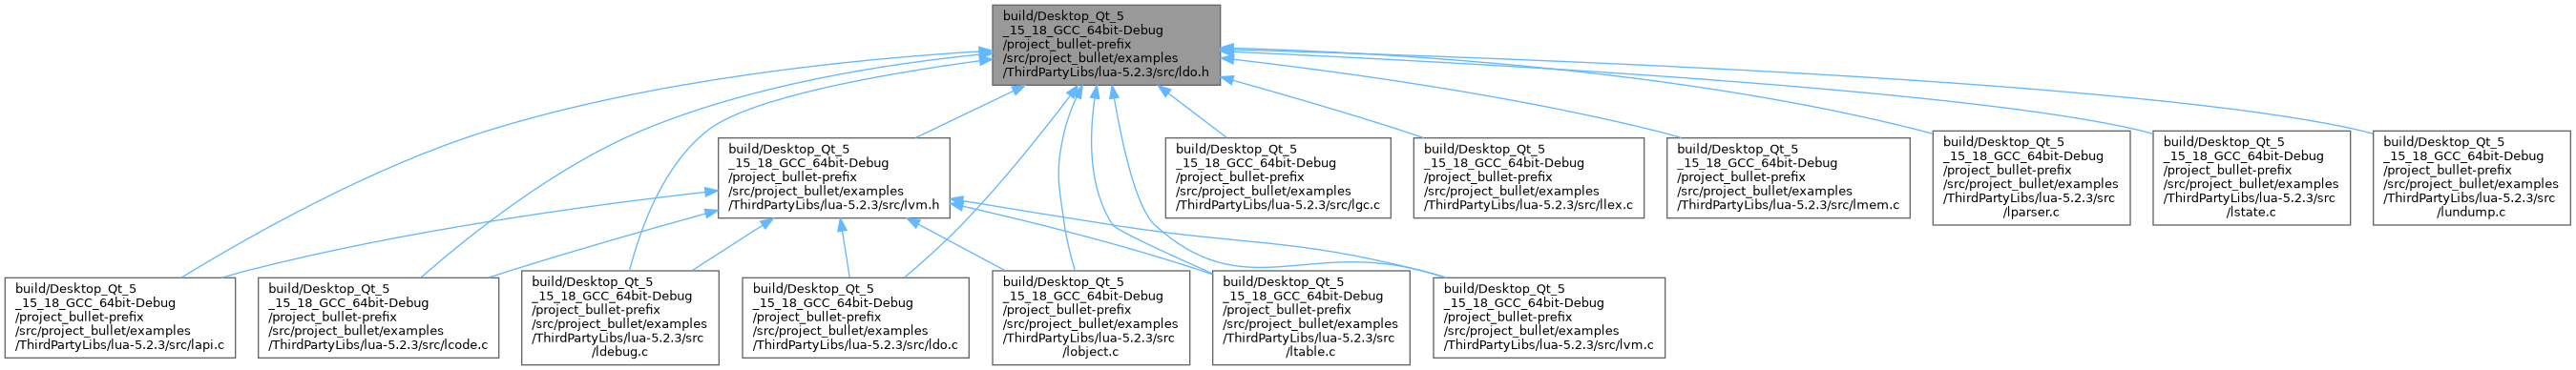 build/Desktop_Qt_5
_15_18_GCC_64bit-Debug
/project_bullet-prefix
/src/project_bullet/examples
/ThirdPartyLibs/lua-5.2.3/src/ldo.h
build/Desktop_Qt_5
_15_18_GCC_64bit-Debug
/project_bullet-prefix
/src/project_bullet/examples
/ThirdPartyLibs/lua-5.2.3/src/lvm.h
build/Desktop_Qt_5
_15_18_GCC_64bit-Debug
/project_bullet-prefix
/src/project_bullet/examples
/ThirdPartyLibs/lua-5.2.3/src/lgc.c
build/Desktop_Qt_5
_15_18_GCC_64bit-Debug
/project_bullet-prefix
/src/project_bullet/examples
/ThirdPartyLibs/lua-5.2.3/src/llex.c
build/Desktop_Qt_5
_15_18_GCC_64bit-Debug
/project_bullet-prefix
/src/project_bullet/examples
/ThirdPartyLibs/lua-5.2.3/src/lmem.c
build/Desktop_Qt_5
_15_18_GCC_64bit-Debug
/project_bullet-prefix
/src/project_bullet/examples
/ThirdPartyLibs/lua-5.2.3/src
/lparser.c
build/Desktop_Qt_5
_15_18_GCC_64bit-Debug
/project_bullet-prefix
/src/project_bullet/examples
/ThirdPartyLibs/lua-5.2.3/src
/lstate.c
build/Desktop_Qt_5
_15_18_GCC_64bit-Debug
/project_bullet-prefix
/src/project_bullet/examples
/ThirdPartyLibs/lua-5.2.3/src
/lundump.c
build/Desktop_Qt_5
_15_18_GCC_64bit-Debug
/project_bullet-prefix
/src/project_bullet/examples
/ThirdPartyLibs/lua-5.2.3/src/lapi.c
build/Desktop_Qt_5
_15_18_GCC_64bit-Debug
/project_bullet-prefix
/src/project_bullet/examples
/ThirdPartyLibs/lua-5.2.3/src/lcode.c
build/Desktop_Qt_5
_15_18_GCC_64bit-Debug
/project_bullet-prefix
/src/project_bullet/examples
/ThirdPartyLibs/lua-5.2.3/src
/ldebug.c
build/Desktop_Qt_5
_15_18_GCC_64bit-Debug
/project_bullet-prefix
/src/project_bullet/examples
/ThirdPartyLibs/lua-5.2.3/src/ldo.c
build/Desktop_Qt_5
_15_18_GCC_64bit-Debug
/project_bullet-prefix
/src/project_bullet/examples
/ThirdPartyLibs/lua-5.2.3/src
/lobject.c
build/Desktop_Qt_5
_15_18_GCC_64bit-Debug
/project_bullet-prefix
/src/project_bullet/examples
/ThirdPartyLibs/lua-5.2.3/src
/ltable.c
build/Desktop_Qt_5
_15_18_GCC_64bit-Debug
/project_bullet-prefix
/src/project_bullet/examples
/ThirdPartyLibs/lua-5.2.3/src/lvm.c